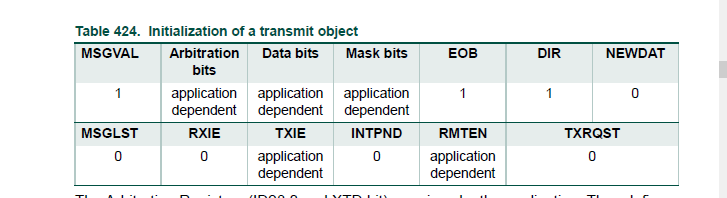 Table 424. Initialization of a transmit object
MSGVAL Arbitration bits Data bits Mask bits EOB DIR NEWDAT
1 application dependent application dependent application dependent 1 1 0
MSGLST RXIE TXIE INTPND RMTEN TXRQST
0 0 application dependent 0 application dependent 0